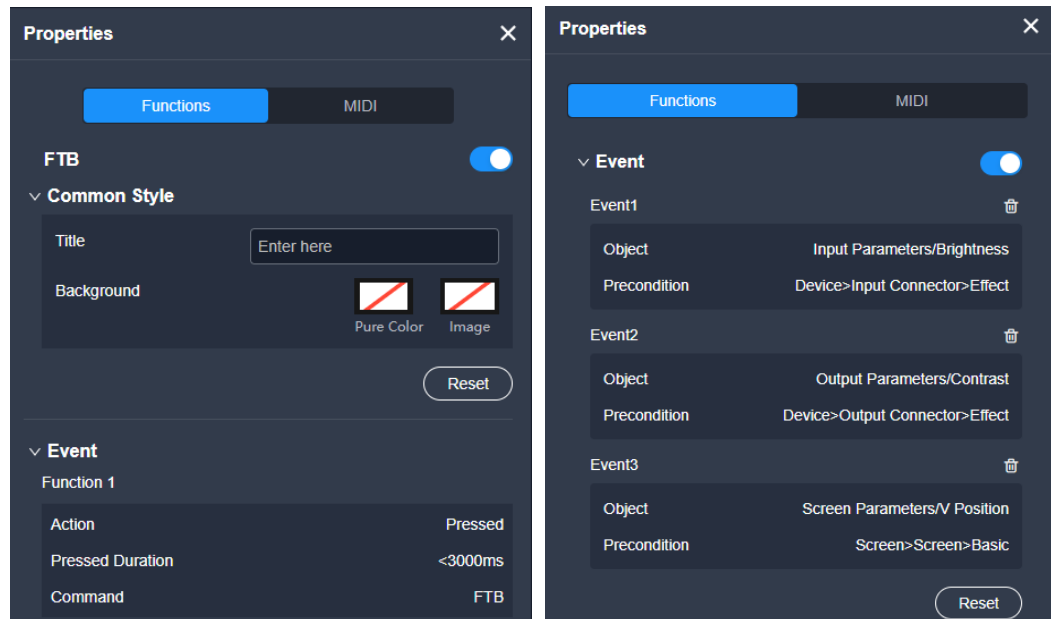 Properties
Functions MIDI
FTB
Common Style
Title Enter here
Background
Pure Color Image
Reset
Event
Function 1
Action Pressed
Pressed Duration <3000ms
Command FTB
Properties
Functions MIDI
Event
Event1
Object Input Parameters/Brightness
Precondition Device>Input Connector>Effect
Event2
Object Output Parameters/Contrast
Precondition Device>Output Connector>Effect
Event3
Object Screen Parameters/V Position
Precondition Screen>Screen>Basic
Reset